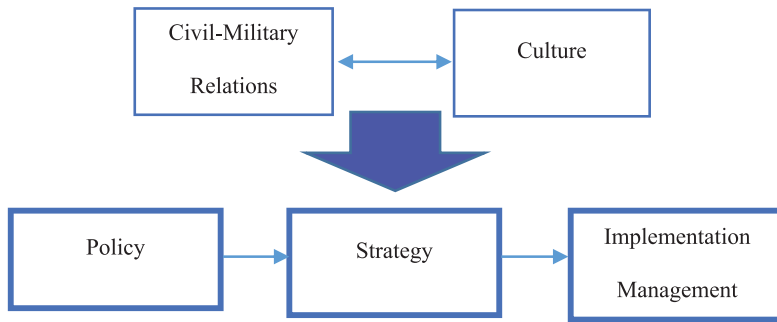 Civil-Military
Relations
Culture
Policy
Strategy
Implementation
Management